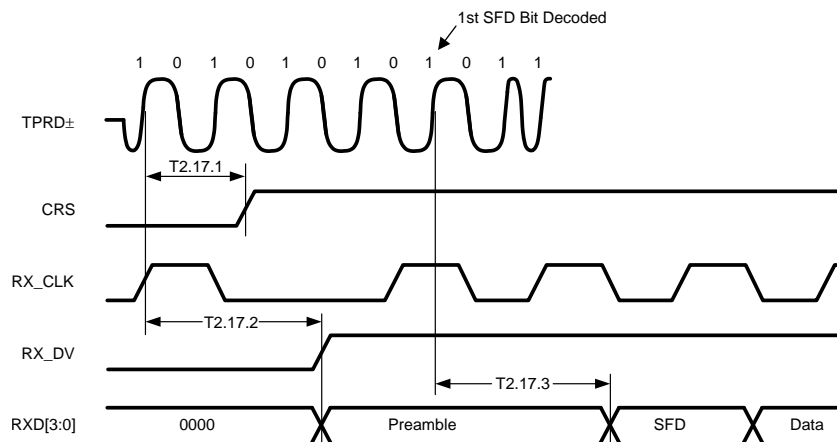 1st SFD Bit Decoded
1 0 1 0 1 0 1 0 1 0 1 1
TPRD±
T2.17.1
CRS
RX_CLK
T2.17.2
RX_DV
T2.17.3
RXD[3:0] 0000 Preamble SFD Data